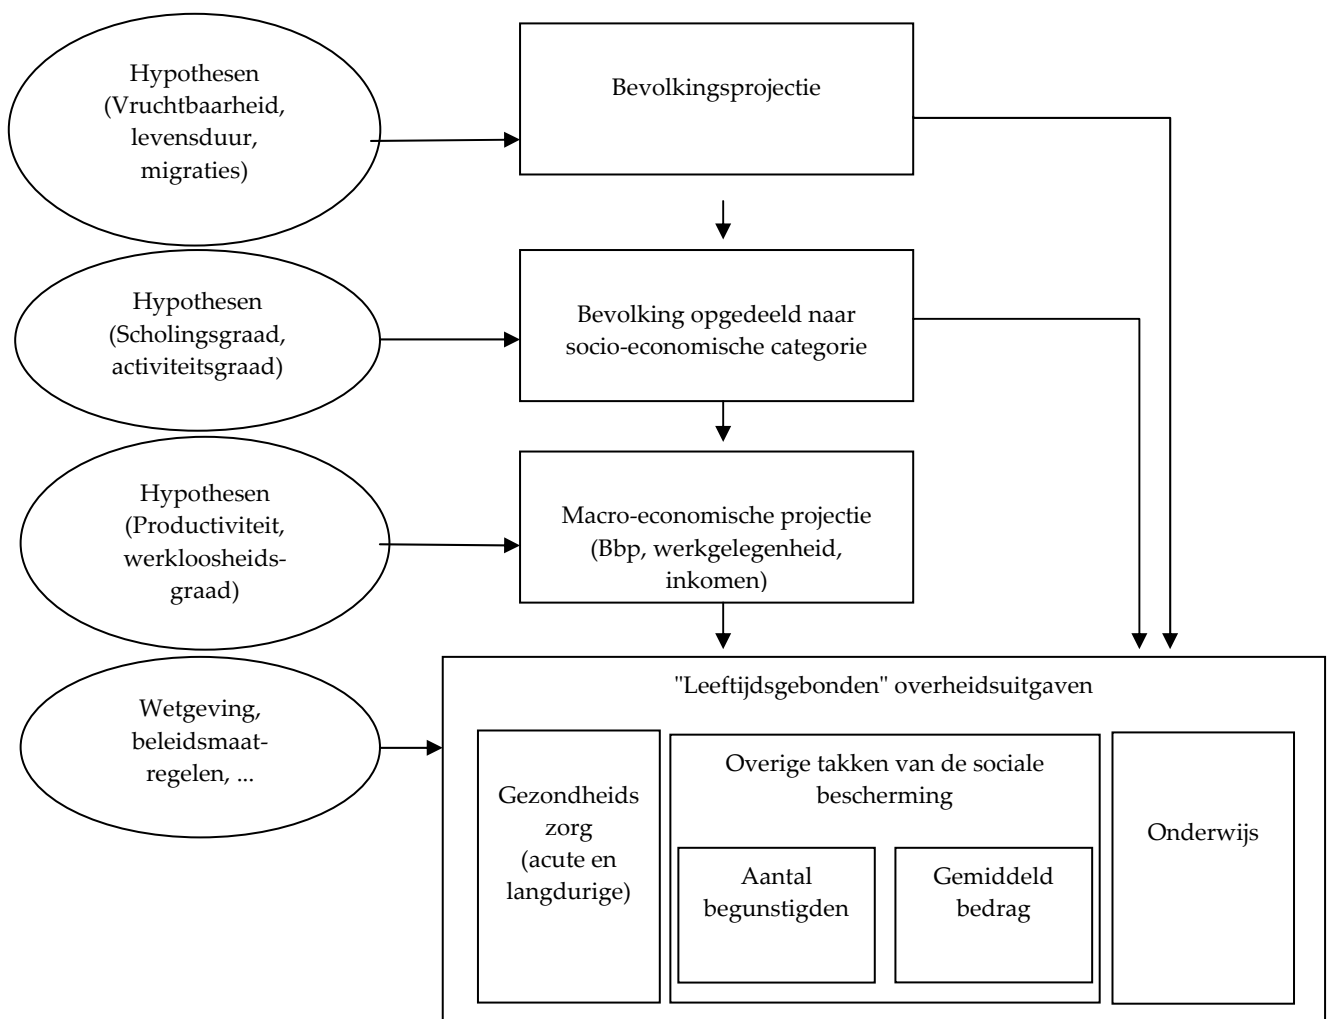 Hypothesen
(Vruchtbaarheid,
levensduur,
migraties)
Bevolkingsprojectie
Hypothesen
(Scholingsgraad,
activiteitsgraad)
Bevolking opgedeeld naar
socio-economische categorie
Hypothesen
(Productiviteit,
werkloosheids-
graad)
Macro-economische projectie
(Bbp, werkgelegenheid,
inkomen)
Wetgeving,
beleidsmaat-
regelen, ...
"Leeftijdsgebonden" overheidsuitgaven
Gezondheids
zorg
(acute en
langdurige)
Overige takken van de sociale
bescherming
Aantal
begunstigden
Gemiddeld
bedrag
Onderwijs